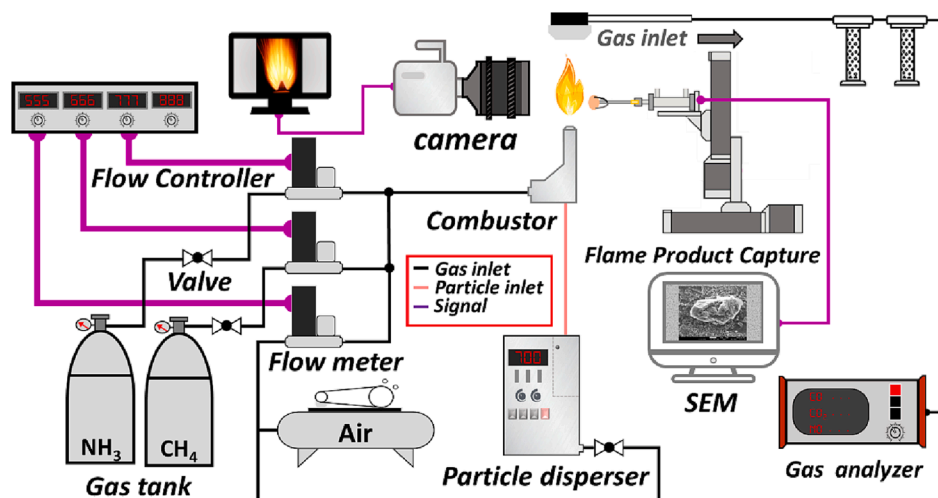 Gas inlet
555 666 777 888
camera
Flow Controller
Combustor
Valve
Flame Product Capture
Gas inlet
Particle inlet
Signal
Flow meter
700
SEM
NH3
CH4
Air
Gas tank
Particle disperser
Gas analyzer